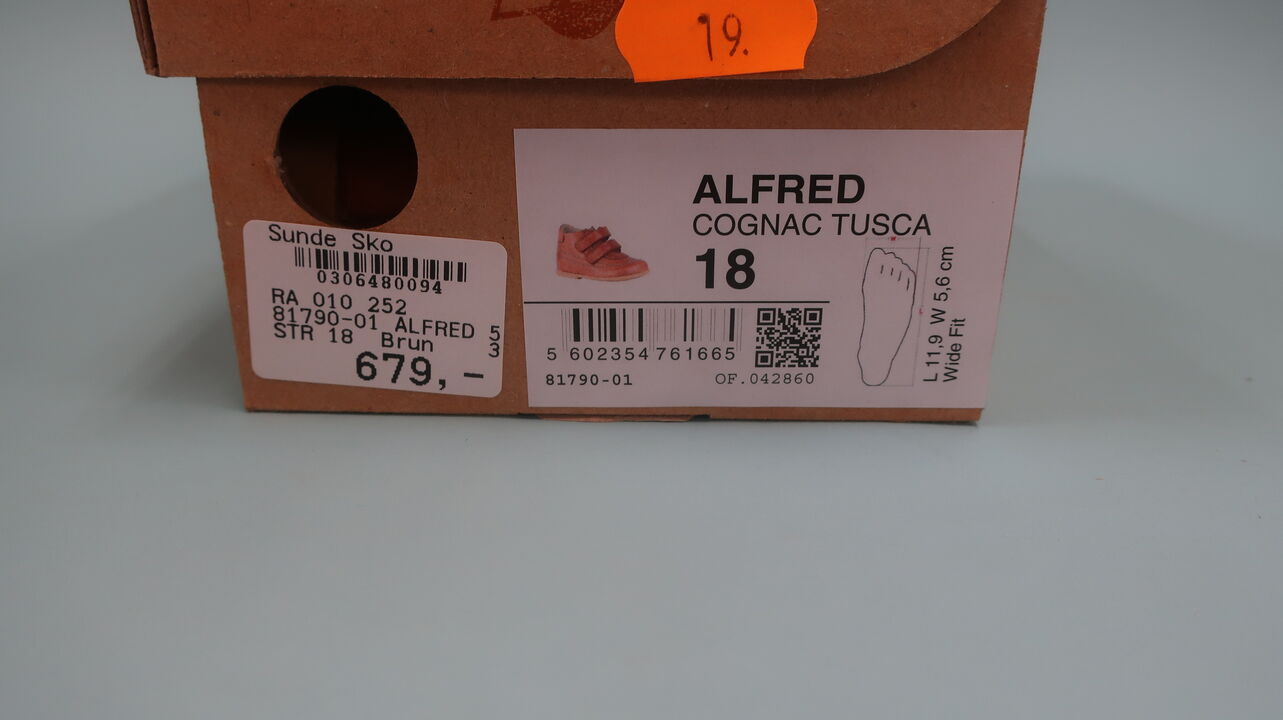 19.
Sunde Sko
0306480094
RA 010 252
81790-01 ALFRED 5
STR 18 Brun 3
679,-
ALFRED
COGNAC TUSCA
18
5 602354 761665
81790-01 OF.042860
L 11,9 W 5,6 cm
Wide Fit